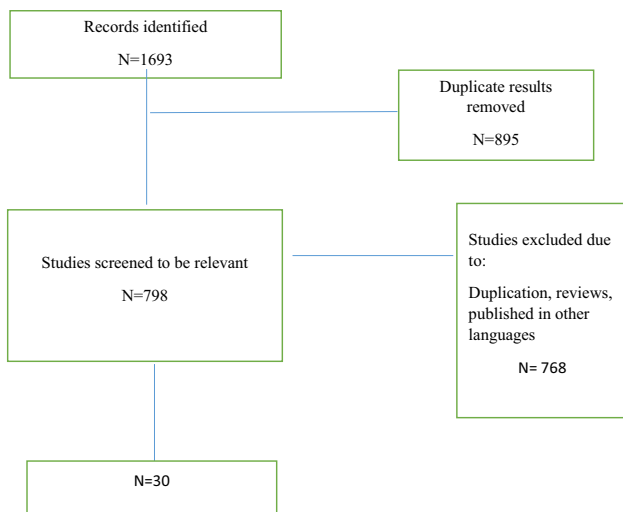 Records identified
N=1693
Duplicate results
removed
N=895
Studies screened to be relevant
N=798
Studies excluded due
to:
Duplication, reviews,
published in other
languages
N= 768
N=30